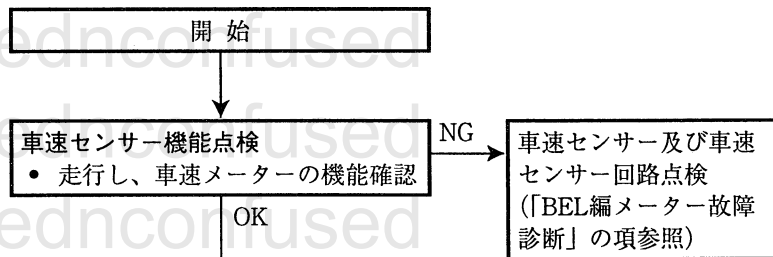 開始
車速センサー機能点検
• 走行し、車速メーターの機能確認
NG
車速センサー及び車速
センサー回路点検
(「BEL編メーター故障
診断」の項参照)
OK
ednconfused
ednconfused
ednconfused